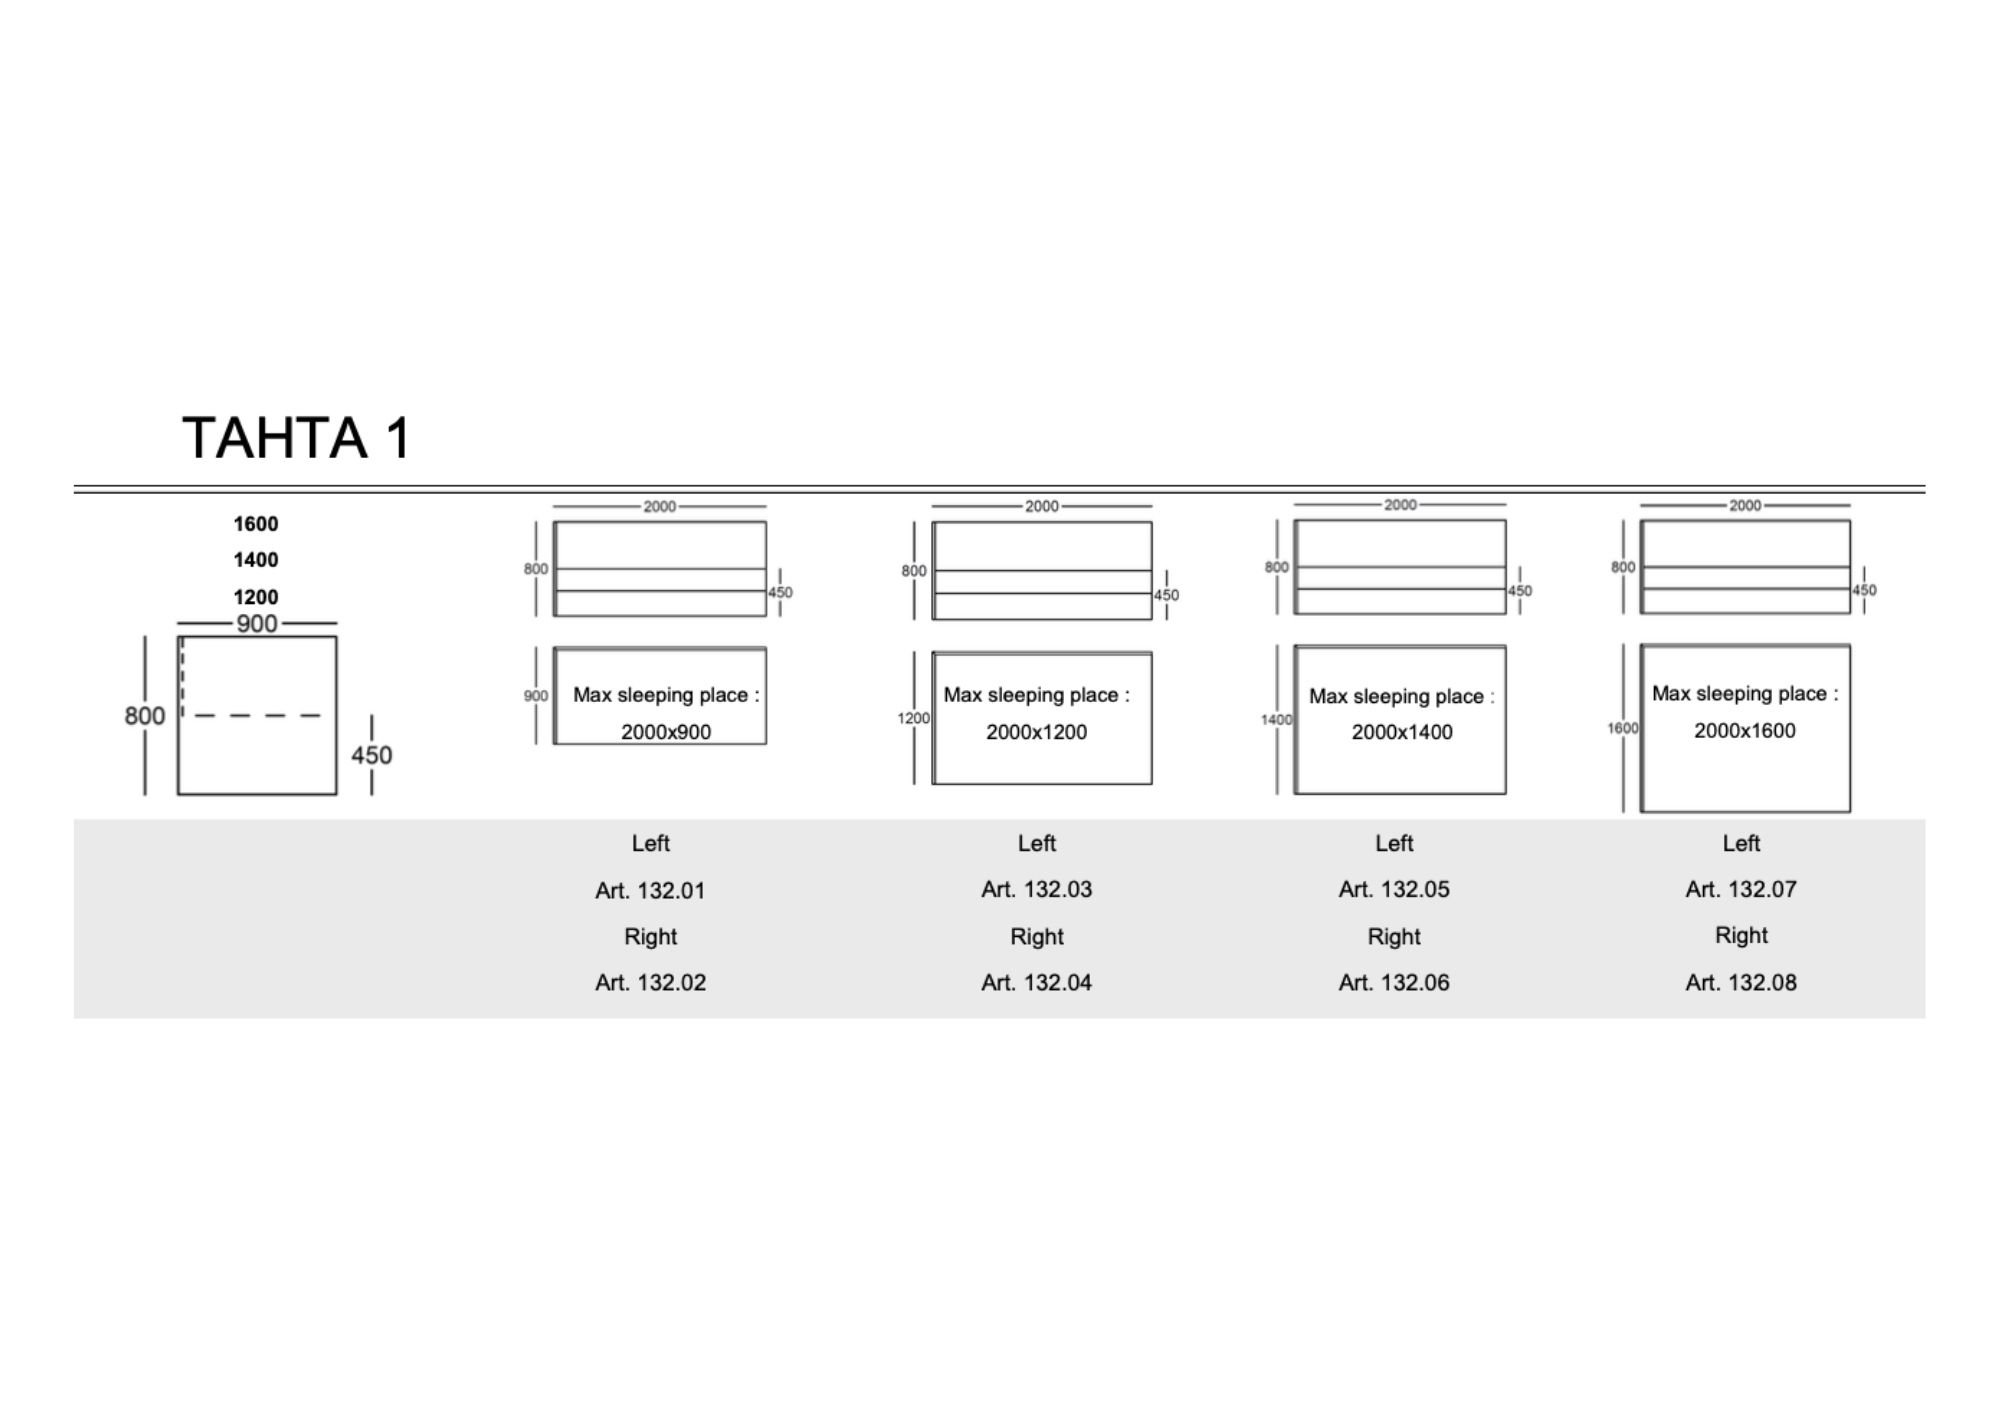 ТАНТА 1
1600
1400
1200
900
800
450
2000
800
450
900
Max sleeping place :
2000x900
2000
800
450
1200
Max sleeping place :
2000x1200
2000
800
450
1400
Max sleeping place :
2000x1400
2000
800
450
1600
Max sleeping place :
2000x1600
Left
Art. 132.01
Right
Art. 132.02
Left
Art. 132.03
Right
Art. 132.04
Left
Art. 132.05
Right
Art. 132.06
Left
Art. 132.07
Right
Art. 132.08